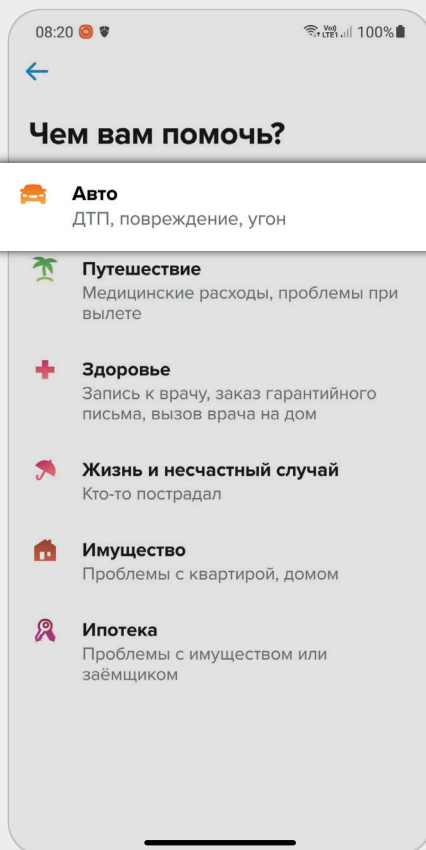 08:20 Vo)) LTE1 100%
Чем вам помочь?
Авто
ДТП, повреждение, угон
Путешествие
Медицинские расходы, проблемы при
вылете
Здоровье
Запись к врачу, заказ гарантийного
письма, вызов врача на дом
Жизнь и несчастный случай
Кто-то пострадал
Имущество
Проблемы с квартирой, домом
Ипотека
Проблемы с имуществом или
заёмщиком